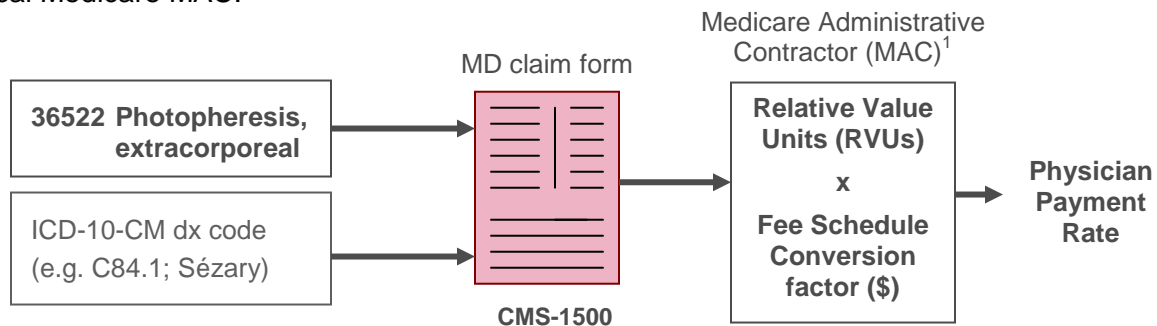 Medicare Administrative
Contractor (MAC)1
MD claim form
36522 Photopheresis,
extracorporeal
ICD-10-CM dx code
(e.g. C84.1; Sézary)
CMS-1500
Relative Value
Units (RVUs)
x
Fee Schedule
Conversion
factor ($)
Physician
Payment
Rate